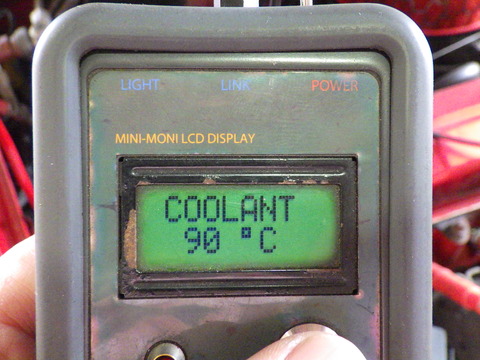 LIGHT LINK POWER
MINI-MONI LCD DISPLAY
COOLANT
90 °C